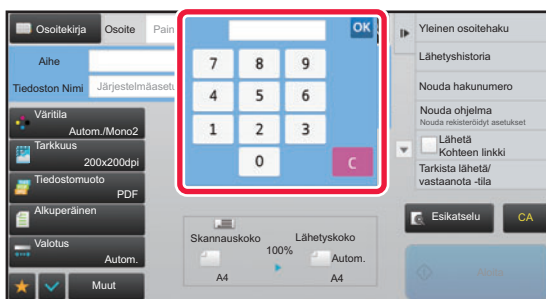 Osoitekirja
Osoite
Pain
OK
Aihe
Tiedoston Nimi
Järjestelmäasetu
Väritila
Autom./Mono2
Tarkkuus
200x200dpi
Tiedostomuoto
PDF
Alkuperäinen
Valotus
Autom.
Muut
7 8 9
4 5 6
1 2 3
0 C
Skannauskoko
100%
Lähetyskoko
Autom.
A4
A4
Yleinen osoitehaku
Lähetyshistoria
Nouda hakunumero
Nouda ohjelma
Nouda rekisteröidyt asetukset
Lähetä
Kohteen linkki
Tarkista lähetä/
vastaanota -tila
Esikatselu
CA